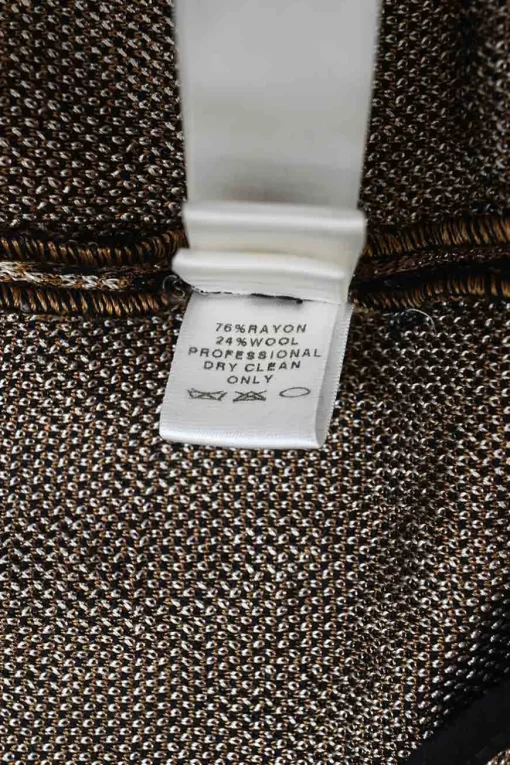 76%RAYON
24%WOOL
PROFESSIONAL
DRY CLEAN
ONLY